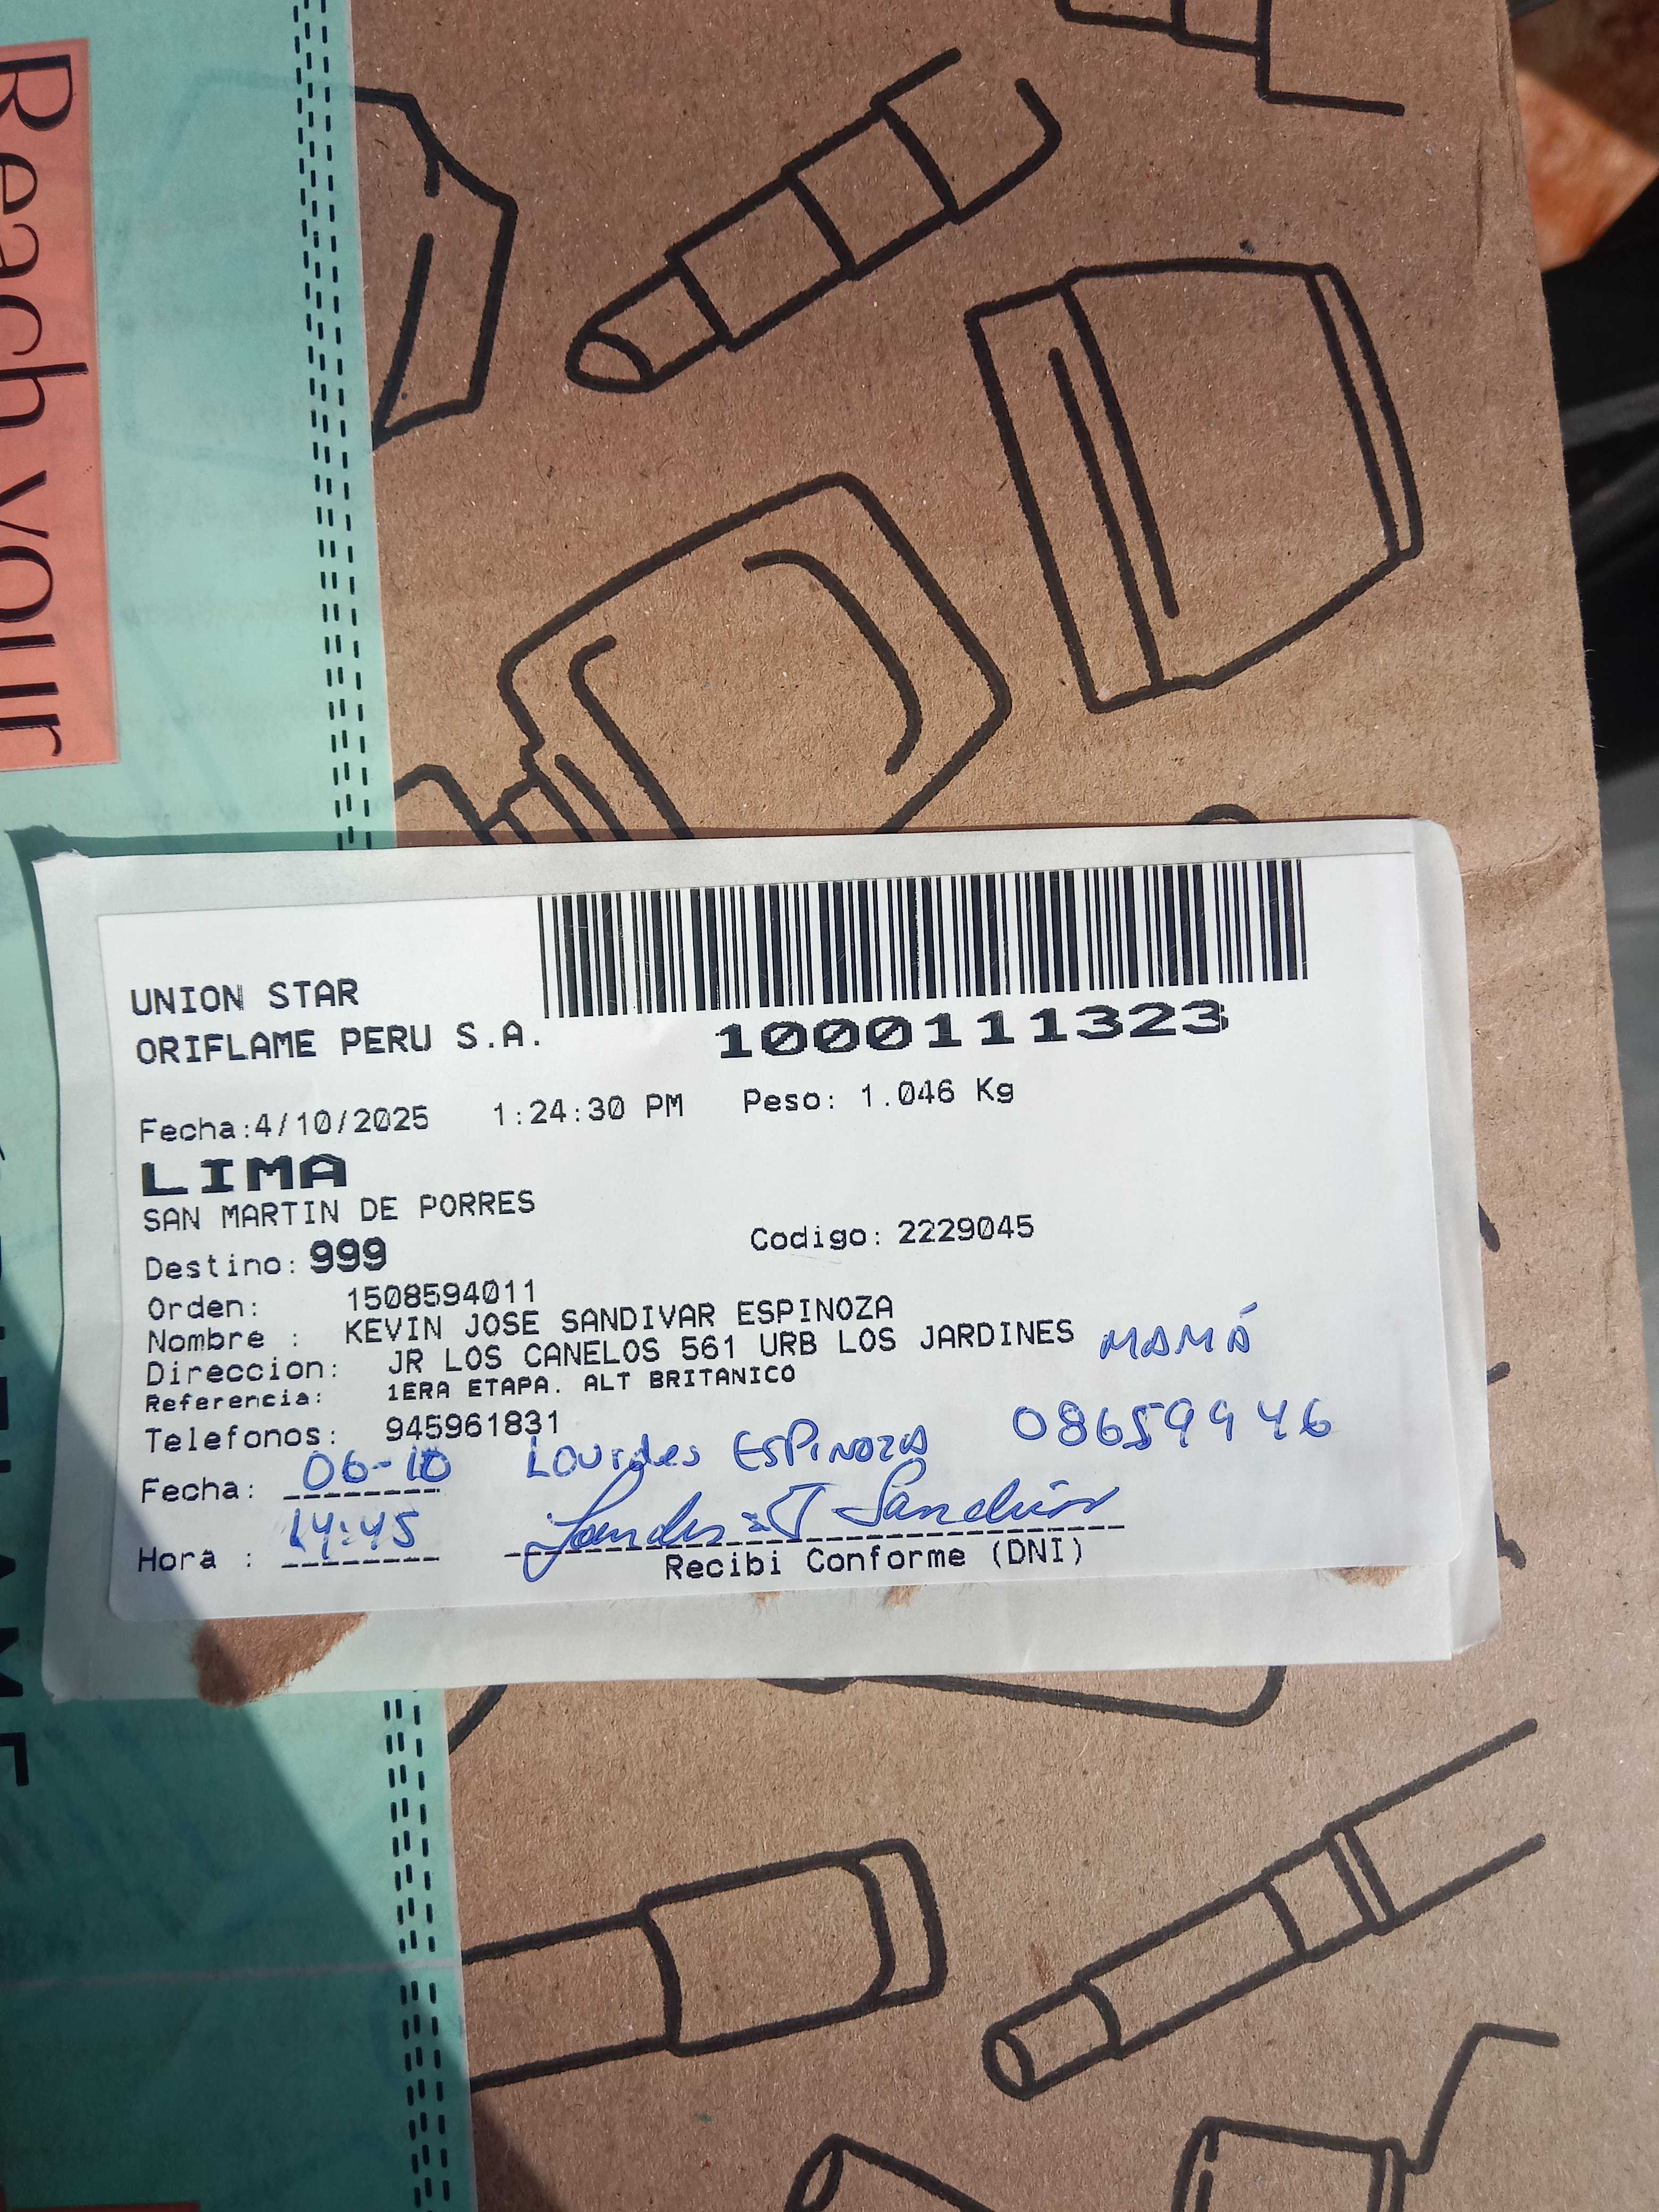 Reach your
UNION STAR
ORIFLAME PERU S.A.
1000111323
Fecha:4/10/2025 1:24:30 PM Peso: 1.046 Kg
LIMA
SAN MARTIN DE PORRES
Destino: 999 Codigo: 2229045
Orden: 1508594011
Nombre : KEVIN JOSE SANDIVAR ESPINOZA
Direccion: JR LOS CANELOS 561 URB LOS JARDINES MAMÁ
Referencia: 1ERA ETAPA. ALT BRITANICO
Telefonos: 945961831
Fecha: 06-10 Lourdes ESPINOZA 08659946
Hora : 14:45
Recibi Conforme (DNI)